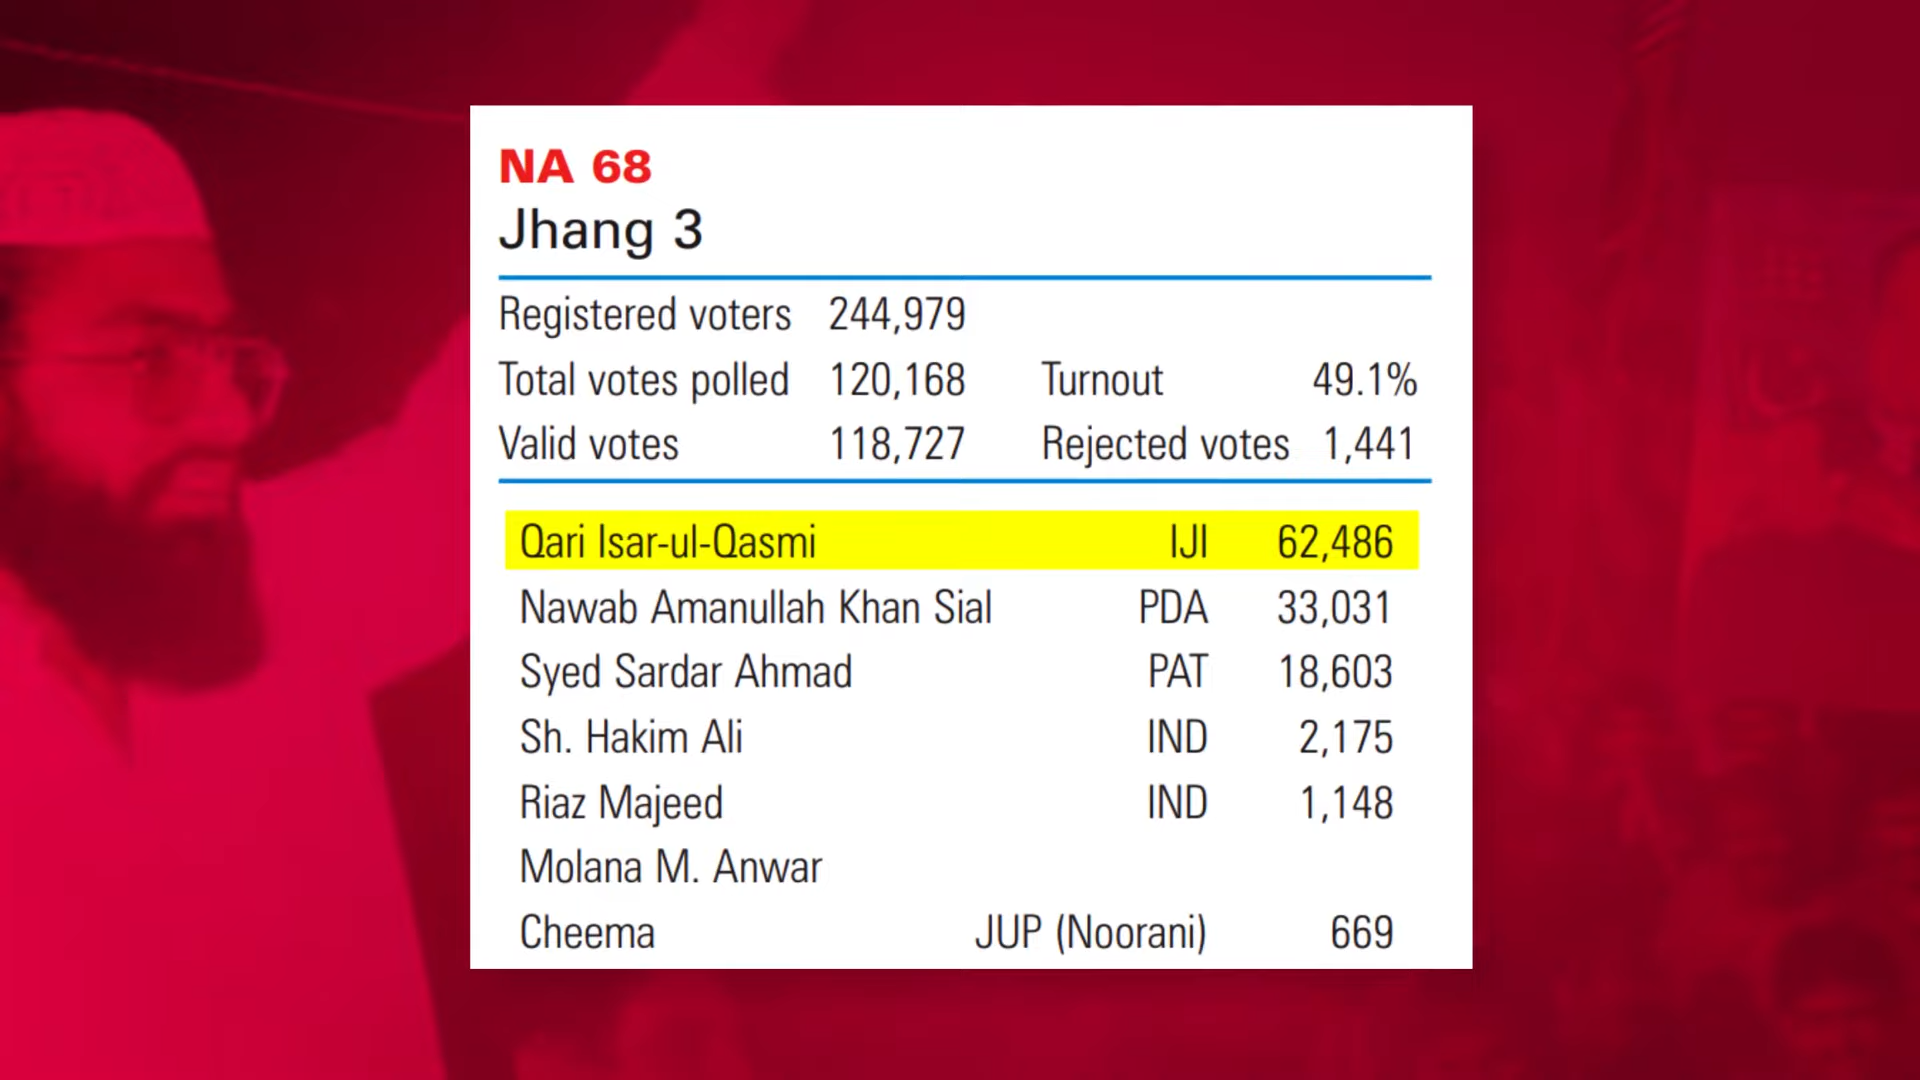 NA 68
Jhang 3
Registered voters 244,979
Total votes polled 120,168 Turnout 49.1%
Valid votes 118,727 Rejected votes 1,441
Qari Isar-ul-Qasmi IJI 62,486
Nawab Amanullah Khan Sial PDA 33,031
Syed Sardar Ahmad PAT 18,603
Sh. Hakim Ali IND 2,175
Riaz Majeed IND 1,148
Molana M. Anwar
Cheema JUP (Noorani) 669